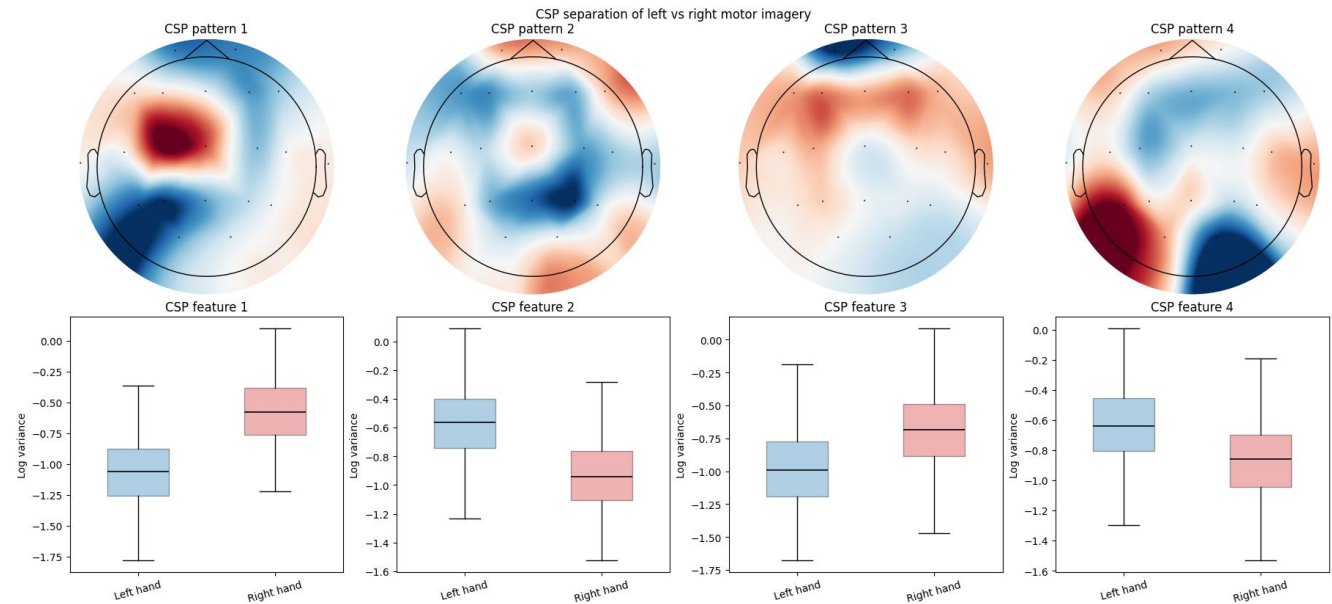 CSP separation of left vs right motor imagery
CSP pattern 1
CSP pattern 2
CSP pattern 3
CSP pattern 4
CSP feature 1
CSP feature 2
CSP feature 3
CSP feature 4
Log variance
0.00
−0.25
−0.50
−0.75
−1.00
−1.25
−1.50
−1.75
Left hand
Right hand
Log variance
0.0
−0.2
−0.4
−0.6
−0.8
−1.0
−1.2
−1.4
−1.6
Left hand
Right hand
Log variance
0.00
−0.25
−0.50
−0.75
−1.00
−1.25
−1.50
−1.75
Left hand
Right hand
Log variance
0.0
−0.2
−0.4
−0.6
−0.8
−1.0
−1.2
−1.4
−1.6
Left hand
Right hand